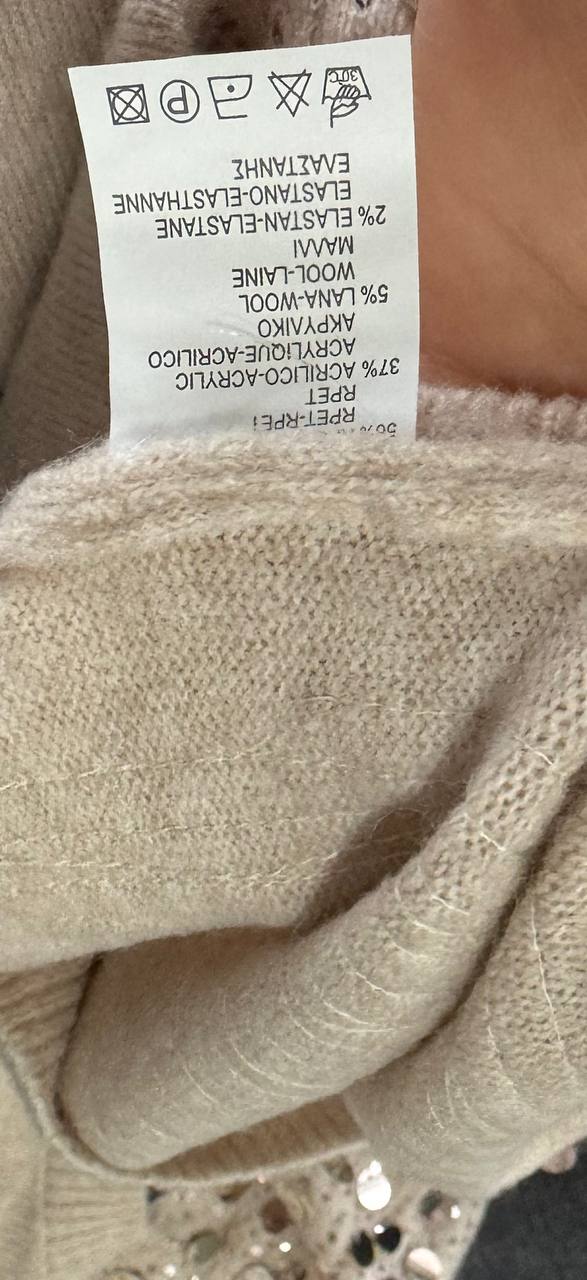 RPET-RPET
RPET
37% ACRILICO-ACRYLIC
ACRYLIQUE-ACRILICO
ΑΚΡΥΛΙΚΟ
5% LANA-WOOL
WOOL-LAINE
ΜΑΛΛΙ
2% ELASTAN-ELASTANE
ELASTANO-ELASTHANNE
ΕΛΑΣΤΑΝΗΣ
30°C P